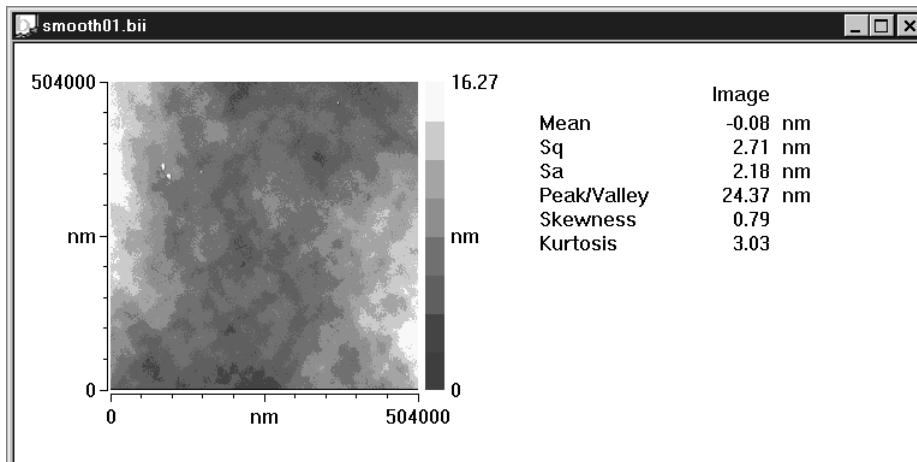 smooth01.bii
504000
nm
0
0 nm 504000
16.27
nm
0
Image
Mean -0.08 nm
Sq 2.71 nm
Sa 2.18 nm
Peak/Valley 24.37 nm
Skewness 0.79
Kurtosis 3.03